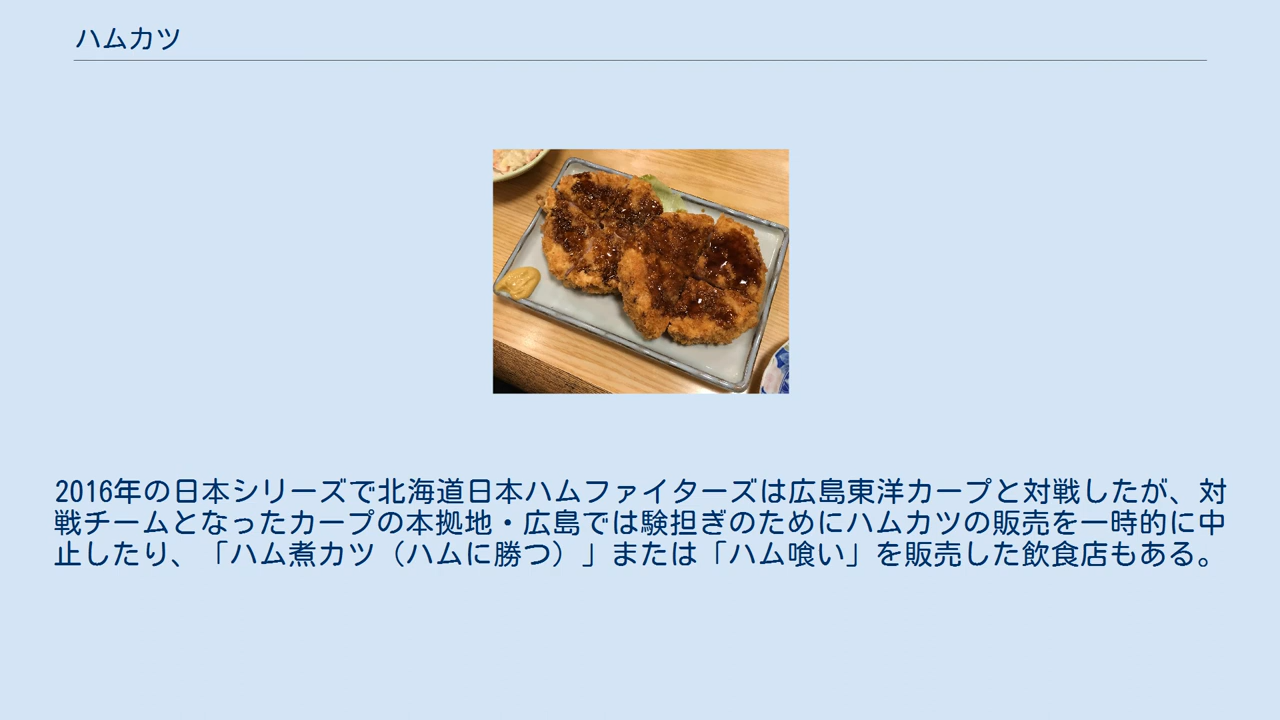 ハムカツ
2016年の日本シリーズで北海道日本ハムファイターズは広島東洋カープと対戦したが、対
戦チームとなったカープの本拠地・広島では験担ぎのためにハムカツの販売を一時的に中
止したり、「ハム煮カツ（ハムに勝つ）」または「ハム喰い」を販売した飲食店もある。